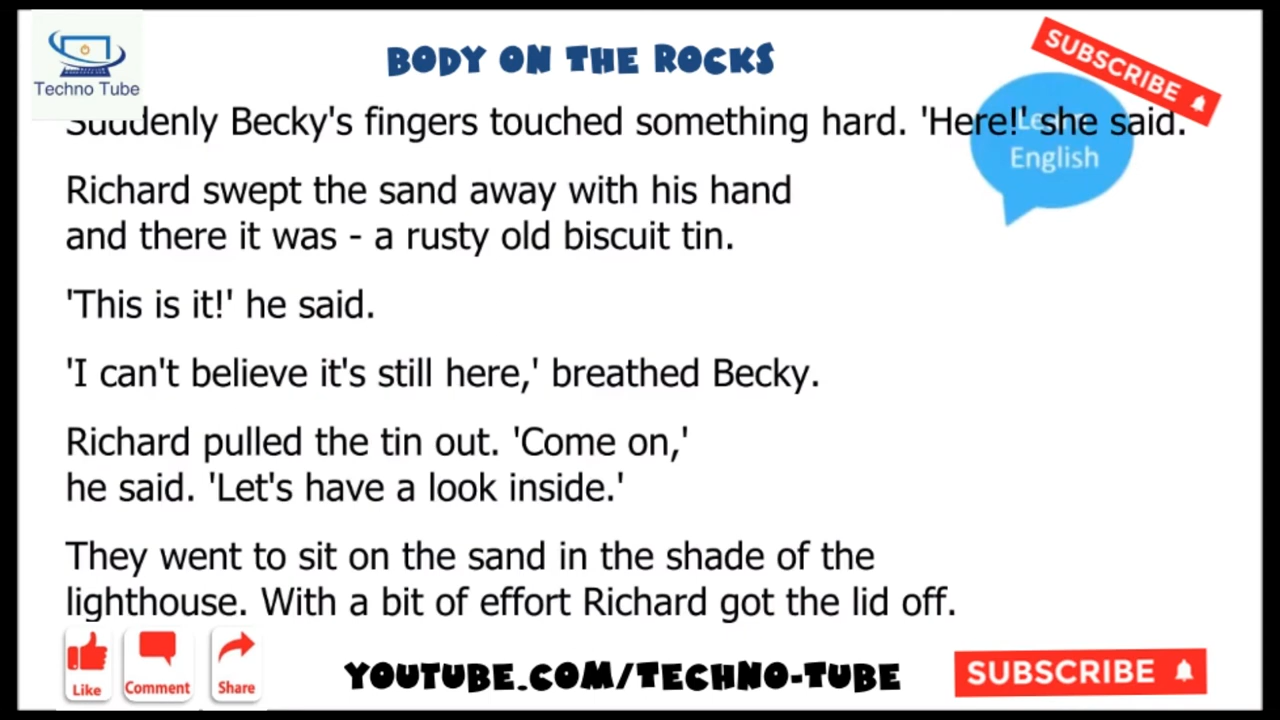 BODY ON THE ROCKS
SUBSCRIBE
Techno Tube
Suddenly Becky's fingers touched something hard. 'Here!' she said.
Learn
English
Richard swept the sand away with his hand
and there it was - a rusty old biscuit tin.
'This is it!' he said.
'I can't believe it's still here,' breathed Becky.
Richard pulled the tin out. 'Come on,'
he said. 'Let's have a look inside.'
They went to sit on the sand in the shade of the
lighthouse. With a bit of effort Richard got the lid off.
Like
Comment
Share
YOUTUBE.COM/TECHNO-TUBE
SUBSCRIBE